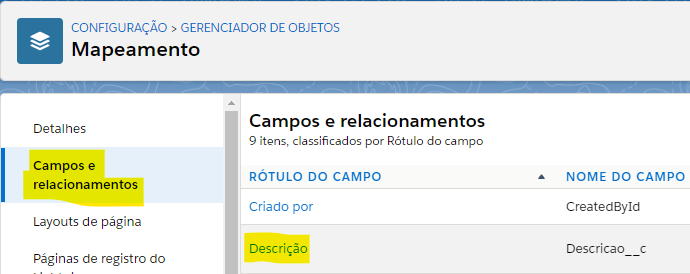 CONFIGURAÇÃO > GERENCIADOR DE OBJETOS
Mapeamento
Detalhes
Campos e
relacionamentos
Layouts de página
Páginas de registro do
Campos e relacionamentos
9 itens, classificados por Rótulo do campo
RÓTULO DO CAMPO NOME DO CAMPO
Criado por CreatedById
Descrição Descricao__c